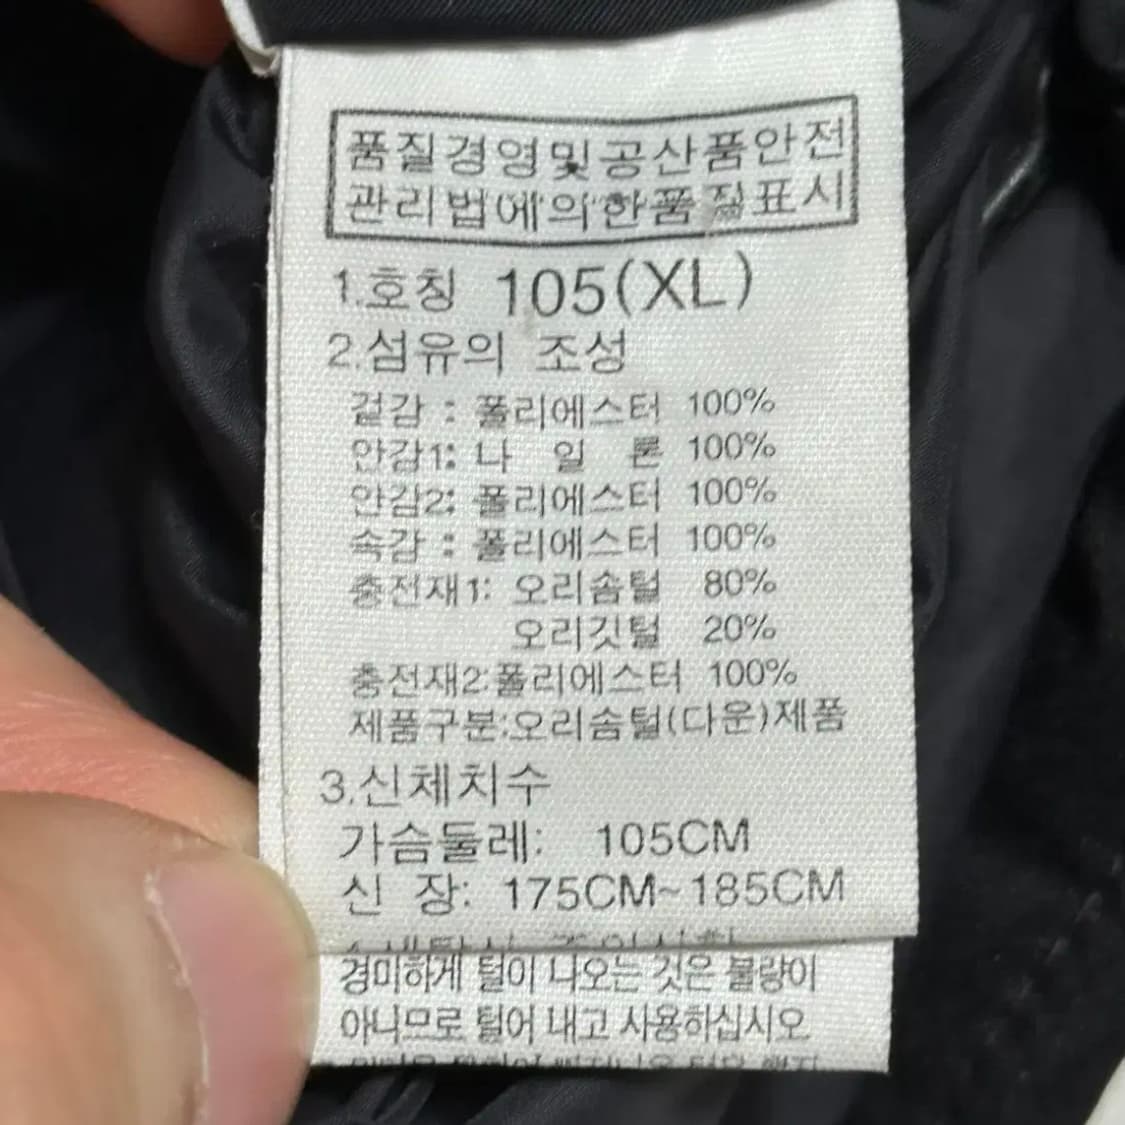 품질경영및공산품안전
관리법에의한품질표시
1.호칭 105(XL)
2.섬유의 조성
겉감 : 폴리에스터 100%
안감1: 나 일 론 100%
안감2: 폴리에스터 100%
속감 : 폴리에스터 100%
충전재1: 오리솜털 80%
오리깃털 20%
충전재2:폴리에스터 100%
제품구분:오리솜털(다운)제품
3.신체치수
가슴둘레: 105CM
신 장: 175CM~185CM
경미하게 털이 나오는 것은 불량이
아니므로 털어 내고 사용하십시오